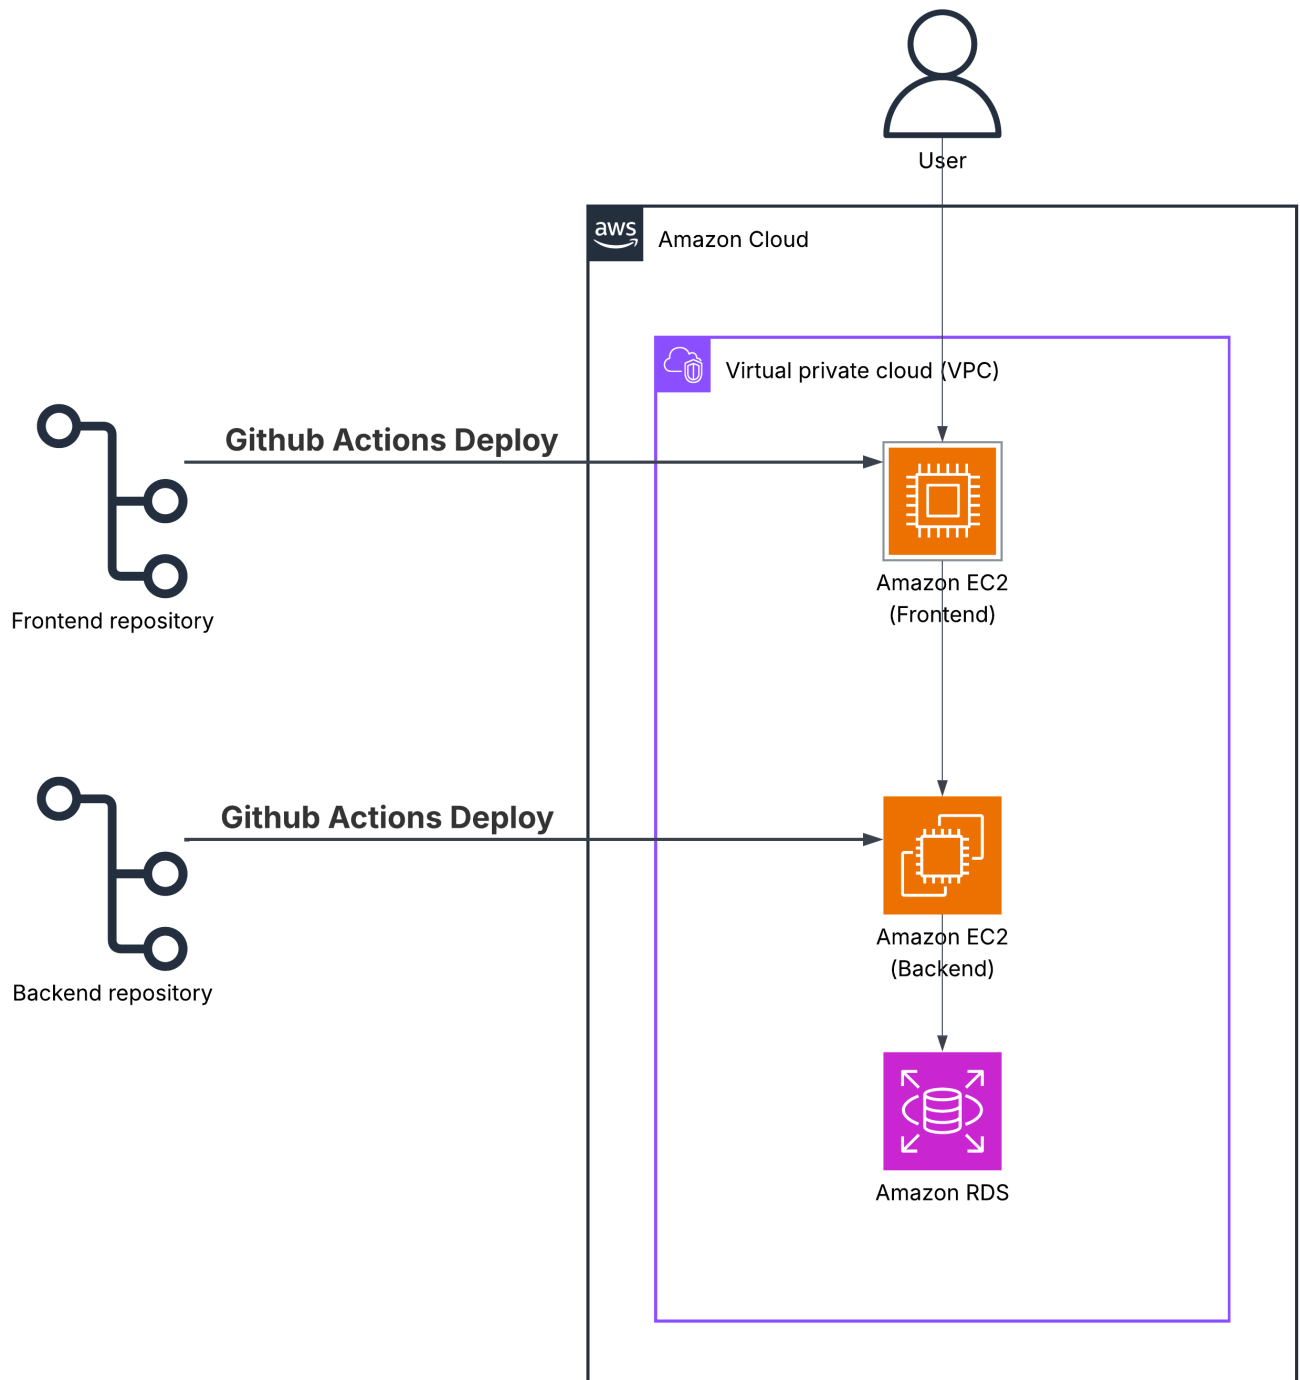 User
aws
Amazon Cloud
Virtual private cloud (VPC)
Github Actions Deploy
Amazon EC2
(Frontend)
Frontend repository
Github Actions Deploy
Amazon EC2
(Backend)
Backend repository
Amazon RDS